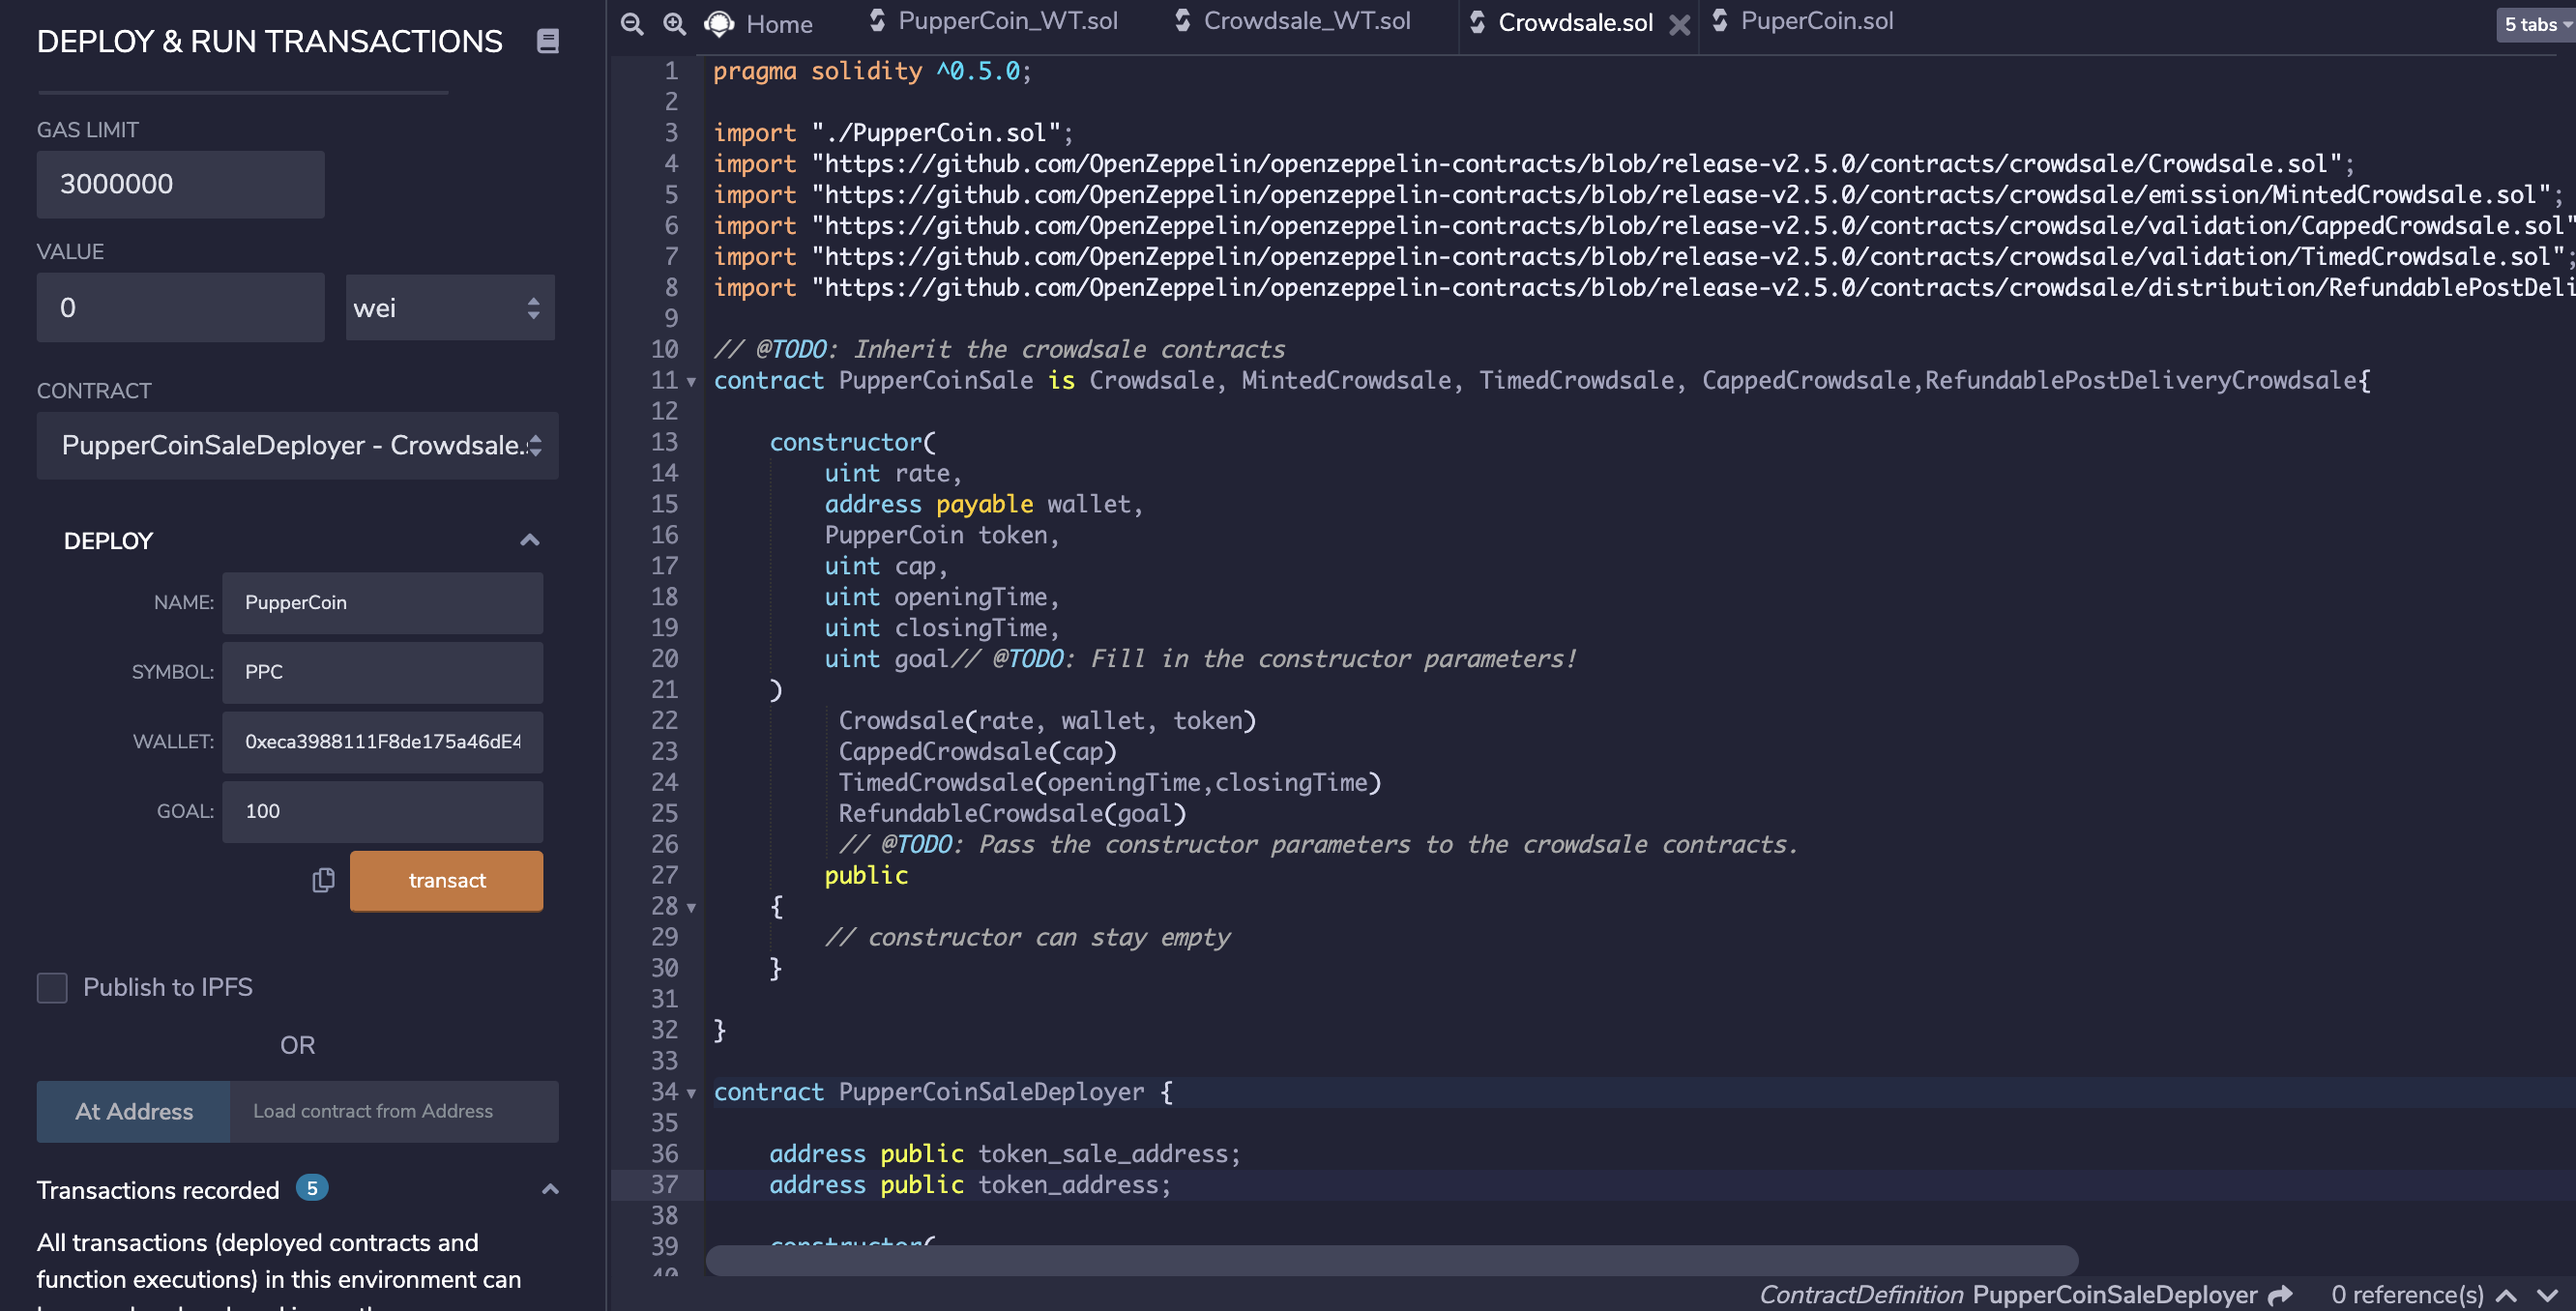 DEPLOY & RUN TRANSACTIONS
GAS LIMIT
3000000
VALUE
0
wei
CONTRACT
PupperCoinSaleDeployer - Crowdsale.s
DEPLOY
NAME:
PupperCoin
SYMBOL:
PPC
WALLET:
0xeca3988111F8de175a46dE4
GOAL:
100
transact
Publish to IPFS
OR
At Address
Load contract from Address
Transactions recorded 5
All transactions (deployed contracts and
function executions) in this environment can
Home
PupperCoin_WT.sol
Crowdsale_WT.sol
Crowdsale.sol
PuperCoin.sol
5 tabs
1 pragma solidity ^0.5.0;
2
3 import "./PupperCoin.sol";
4 import "https://github.com/OpenZeppelin/openzeppelin-contracts/blob/release-v2.5.0/contracts/crowdsale/Crowdsale.sol";
5 import "https://github.com/OpenZeppelin/openzeppelin-contracts/blob/release-v2.5.0/contracts/crowdsale/emission/MintedCrowdsale.sol";
6 import "https://github.com/OpenZeppelin/openzeppelin-contracts/blob/release-v2.5.0/contracts/crowdsale/validation/CappedCrowdsale.sol"
7 import "https://github.com/OpenZeppelin/openzeppelin-contracts/blob/release-v2.5.0/contracts/crowdsale/validation/TimedCrowdsale.sol";
8 import "https://github.com/OpenZeppelin/openzeppelin-contracts/blob/release-v2.5.0/contracts/crowdsale/distribution/RefundablePostDeli
9
10 // @TODO: Inherit the crowdsale contracts
11 contract PupperCoinSale is Crowdsale, MintedCrowdsale, TimedCrowdsale, CappedCrowdsale,RefundablePostDeliveryCrowdsale{
12
13 constructor(
14 uint rate,
15 address payable wallet,
16 PupperCoin token,
17 uint cap,
18 uint openingTime,
19 uint closingTime,
20 uint goal// @TODO: Fill in the constructor parameters!
21 )
22 Crowdsale(rate, wallet, token)
23 CappedCrowdsale(cap)
24 TimedCrowdsale(openingTime,closingTime)
25 RefundableCrowdsale(goal)
26 // @TODO: Pass the constructor parameters to the crowdsale contracts.
27 public
28 {
29 // constructor can stay empty
30 }
31
32 }
33
34 contract PupperCoinSaleDeployer {
35
36 address public token_sale_address;
37 address public token_address;
38
39 constructor(
40
ContractDefinition PupperCoinSaleDeployer 0 reference(s)